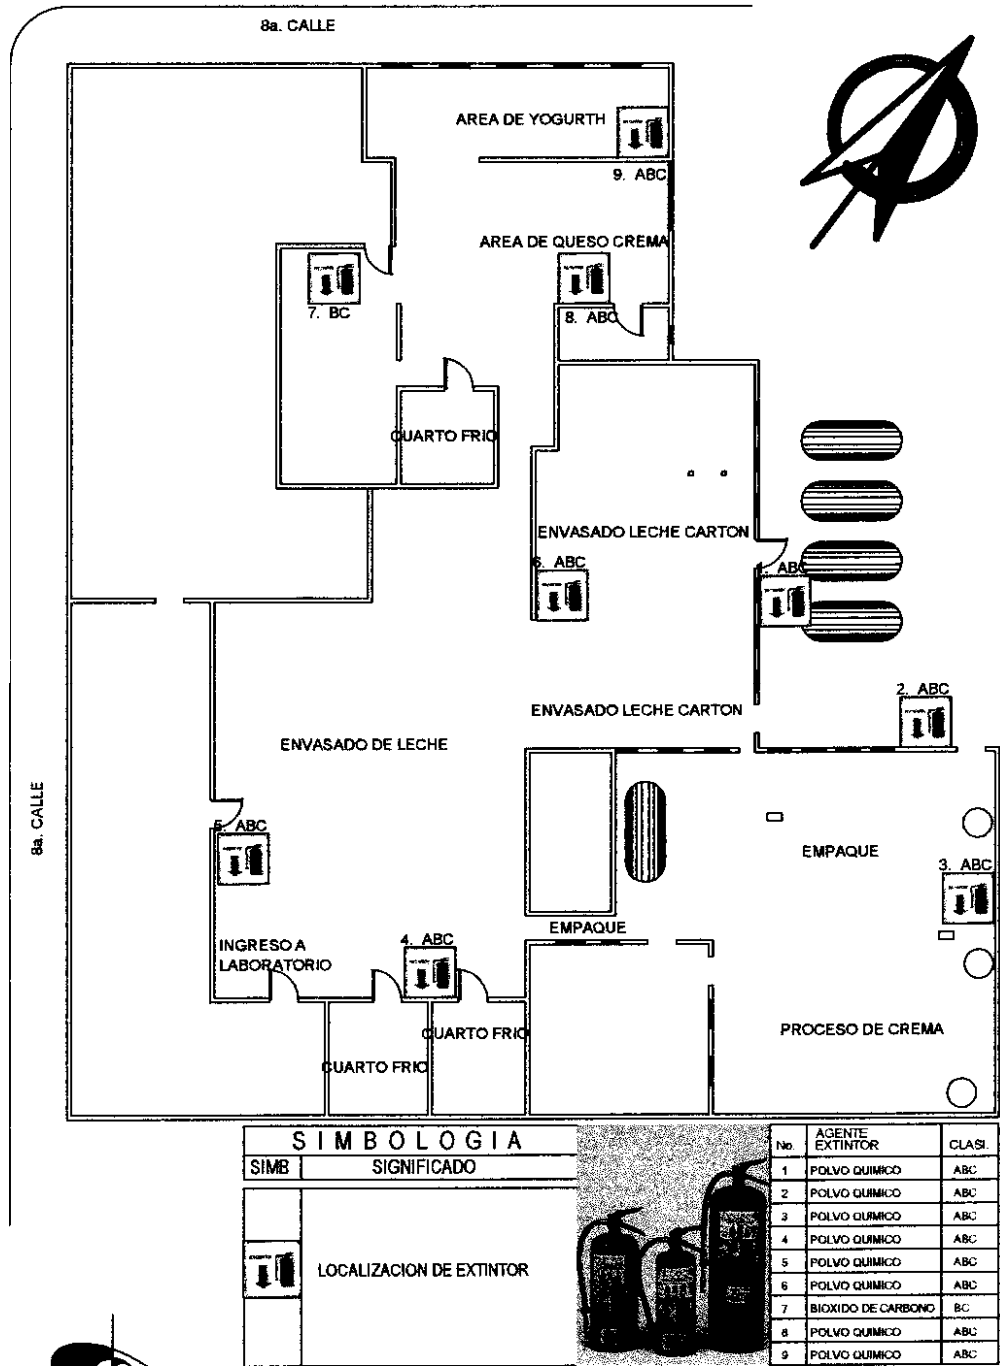 8a. CALLE
AREA DE YOGURTH
9. ABC
AREA DE QUESO CREMA
7. BC
8. ABC
CUARTO FRIO
ENVASADO LECHE CARTON
6. ABC
1. ABC
2. ABC
ENVASADO LECHE CARTON
ENVASADO DE LECHE
8a. CALLE
5. ABC
EMPAQUE
3. ABC
EMPAQUE
4. ABC
INGRESO A
LABORATORIO
PROCESO DE CREMA
CUARTO FRIO
CUARTO FRIO
SIMBOLOGIA
SIMB SIGNIFICADO
LOCALIZACION DE EXTINTOR
No. AGENTE EXTINTOR CLASI.
1 POLVO QUIMICO ABC
2 POLVO QUIMICO ABC
3 POLVO QUIMICO ABC
4 POLVO QUIMICO ABC
5 POLVO QUIMICO ABC
6 POLVO QUIMICO ABC
7 BIOXIDO DE CARBONO BC
8 POLVO QUIMICO ABC
9 POLVO QUIMICO ABC